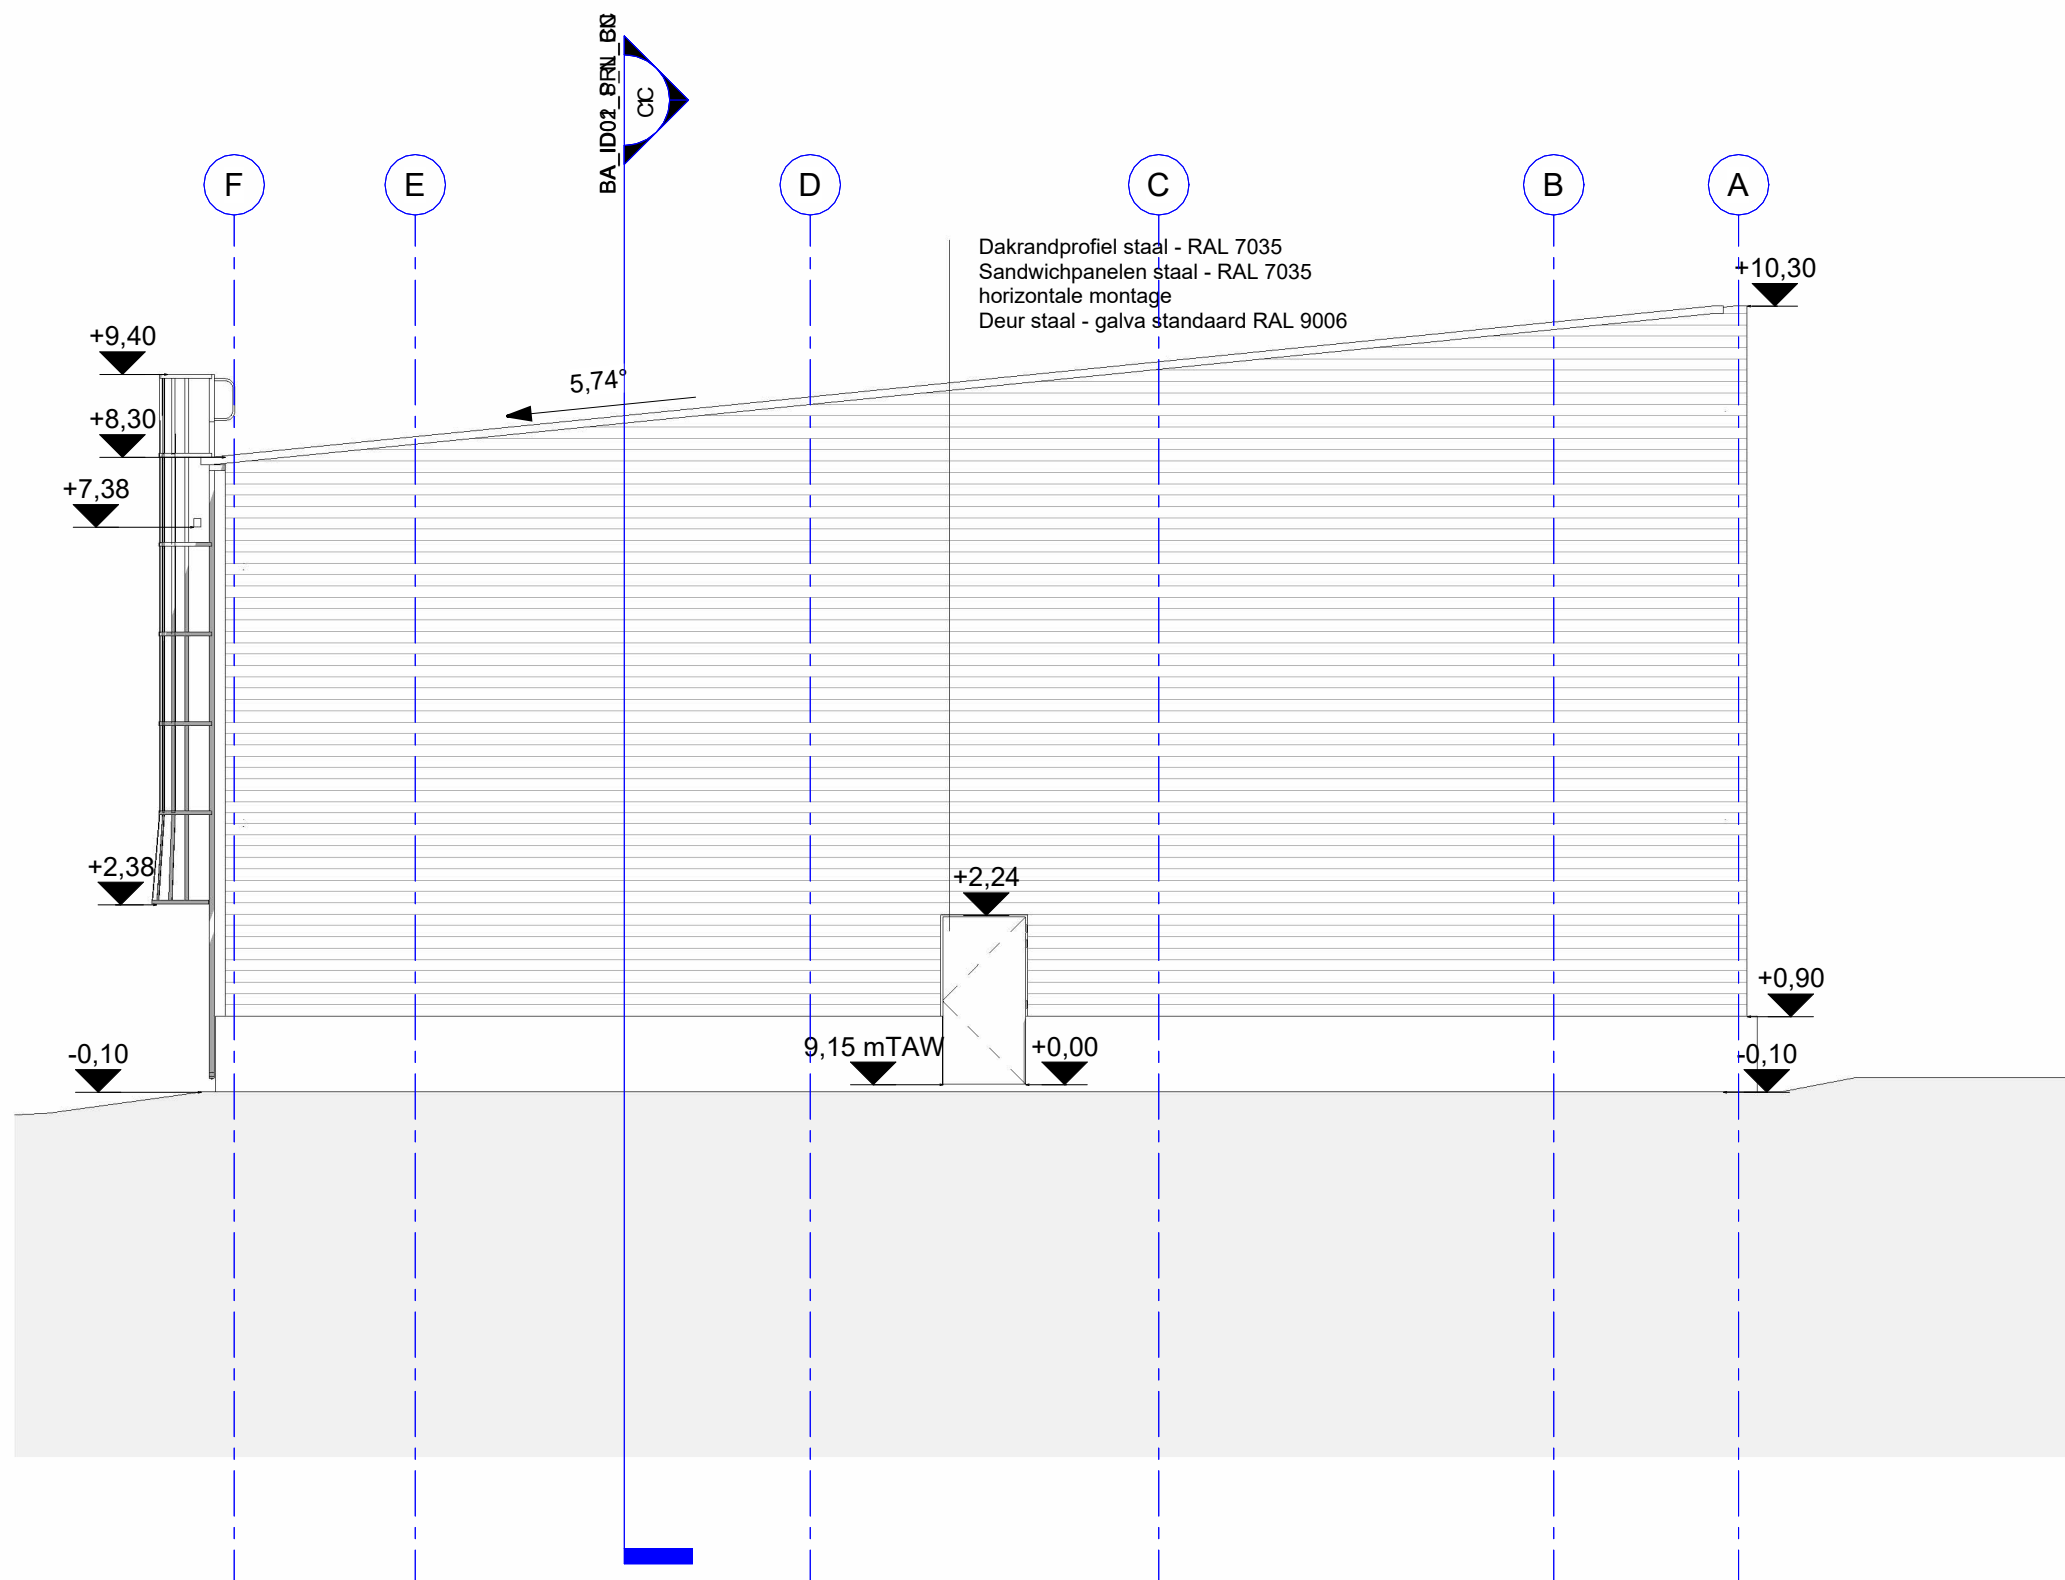 F
E
D
C
B
A
Dakrandprofiel staal - RAL 7035
Sandwichpanelen staal - RAL 7035
horizontale montage
Deur staal - galva standaard RAL 9006
+10,30
+9,40
5,74°
+8,30
+7,38
+2,38
+2,24
+0,90
-0,10
9,15 mTAW
+0,00
-0,10